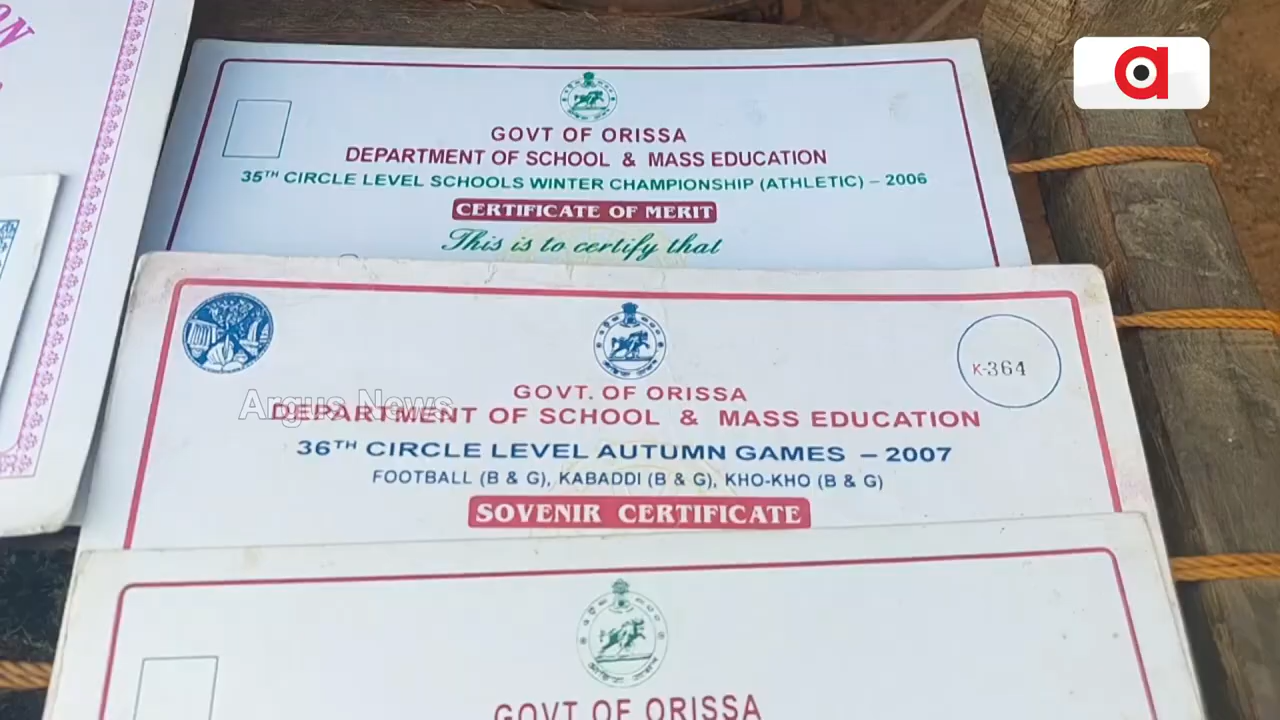 ON
GOVT OF ORISSA
DEPARTMENT OF SCHOOL & MASS EDUCATION
35TH CIRCLE LEVEL SCHOOLS WINTER CHAMPIONSHIP (ATHLETIC) – 2006
CERTIFICATE OF MERIT
This is to certify that
K-364
GOVT. OF ORISSA
Argus News
DEPARTMENT OF SCHOOL & MASS EDUCATION
36TH CIRCLE LEVEL AUTUMN GAMES – 2007
FOOTBALL (B & G), KABADDI (B & G), KHO-KHO (B & G)
SOVENIR CERTIFICATE
GOVT OF ORISSA